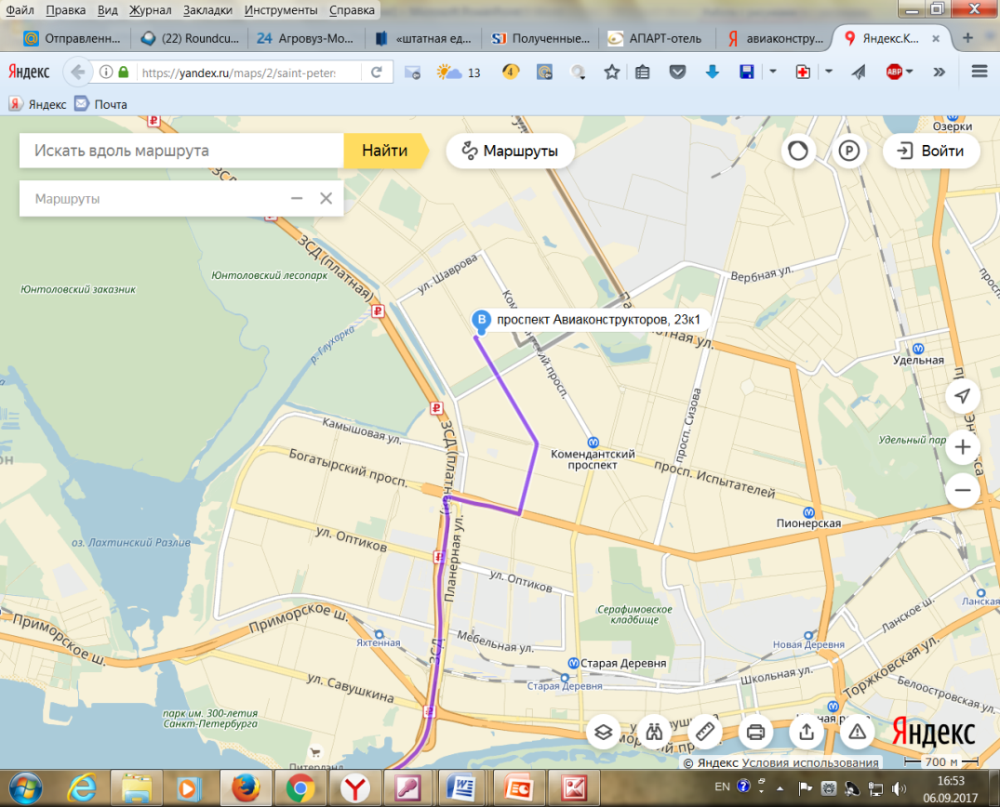 Файл Правка Вид Журнал Закладки Инструменты Справка
Отправленн... (22) Roundcu... 24 Агровуз-Мо... «штатная ед... SJ Полученные... АПАРТ-отель Я авиаконстру... Яндекс.К...
Яндекс https://yandex.ru/maps/2/saint-peter: 13 4 ABP
Яндекс Почта
Искать вдоль маршрута Найти Маршруты P Войти
Маршруты
Озерки
ЗСД (платная)
Юнтоловский лесопарк
Юнтоловский заказник
ул. Шаврова
Вербная ул.
р. Глухарка
B проспект Авиаконструкторов, 23к1
Удельная
просп. Сизова
Камышовая ул.
ЗСД (платная)
Комендантский проспект
Удельный парк
Богатырский просп.
просп. Испытателей
Пионерская
оз. Лахтинский Разлив
ул. Оптиков
Планерная ул.
ул. Оптиков
Серафимовское кладбище
Ланское ш.
Ланская
Приморское ш.
Приморское ш.
Яхтенная
ЗСД
Мебельная ул.
Новая Деревня
Старая Деревня
Старая Деревня
Школьная ул.
Торжковская ул.
Белоостровская ул.
ул. Савушкина
парк им. 300-летия
Санкт-Петербурга
Питерлэнд
Яндекс
© Яндекс Условия использования 700 м
EN 16:53
06.09.2017